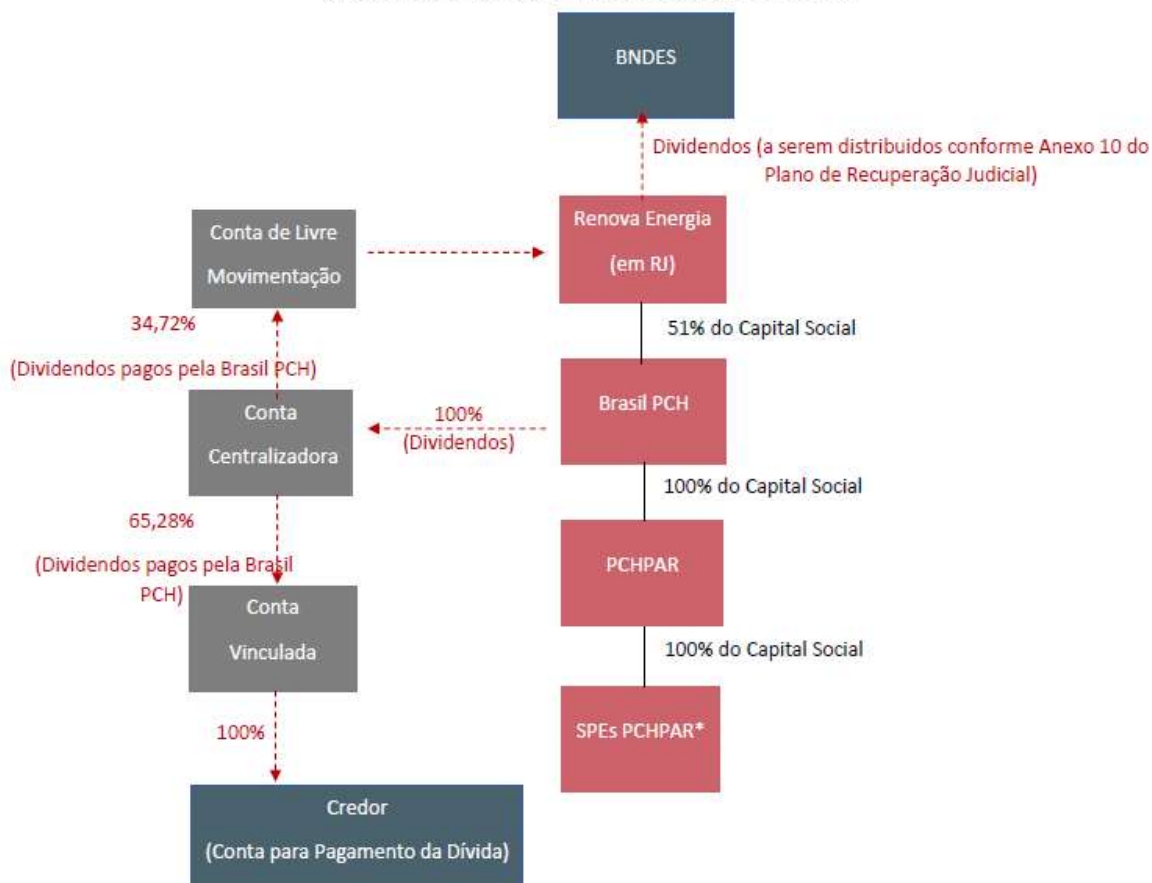 BNDES
Dividendos (a serem distribuidos conforme Anexo 10 do
Plano de Recuperação Judicial)
Conta de Livre
Movimentação
Renova Energia
(em RJ)
34,72%
(Dividendos pagos pela Brasil PCH)
51% do Capital Social
Conta
Centralizadora
100%
(Dividendos)
Brasil PCH
65,28%
(Dividendos pagos pela Brasil
PCH)
100% do Capital Social
PCHPAR
Conta
Vinculada
100% do Capital Social
100%
SPEs PCHPAR*
Credor
(Conta para Pagamento da Dívida)